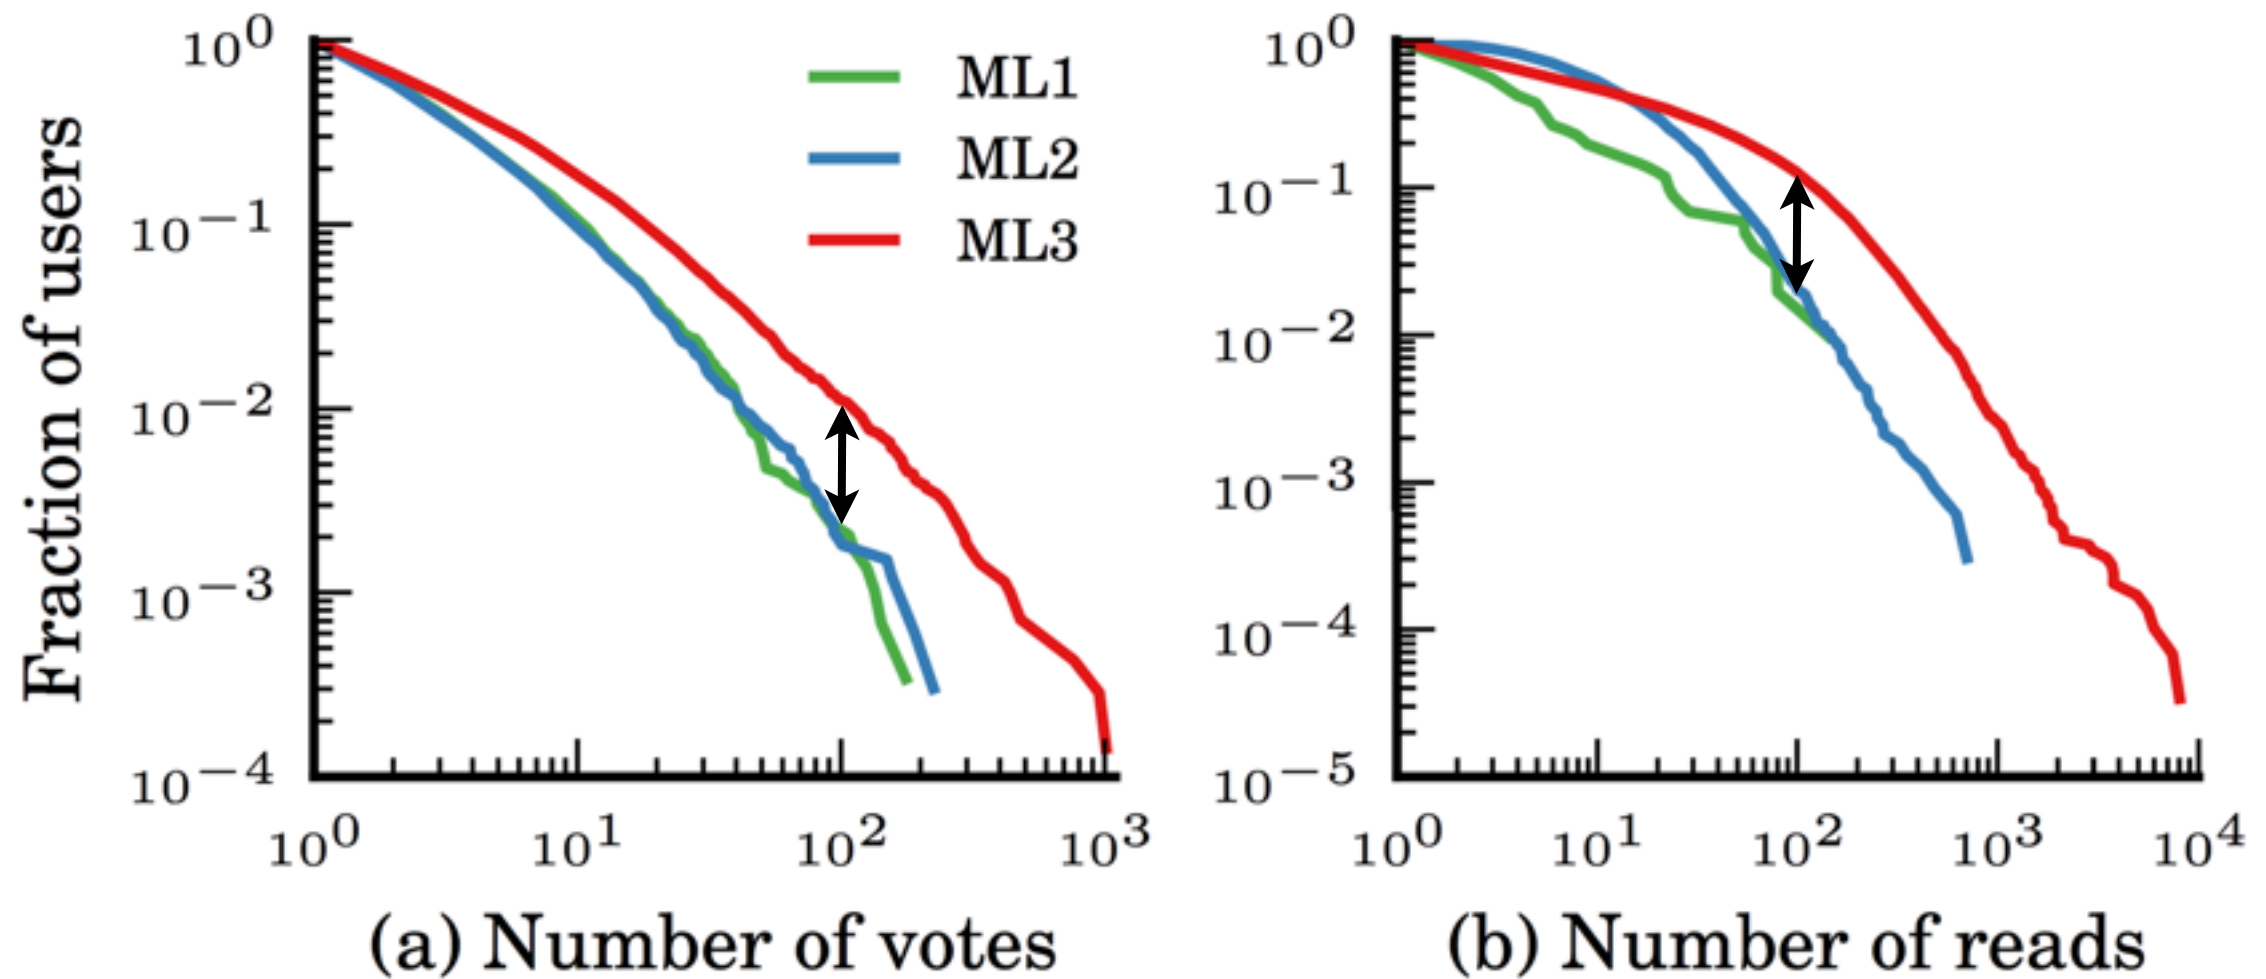 Fraction of users
10^0
10^−1
10^−2
10^−3
10^−4
10^0 10^1 10^2 10^3
(a) Number of votes
ML1
ML2
ML3
10^0
10^−1
10^−2
10^−3
10^−4
10^−5
10^0 10^1 10^2 10^3 10^4
(b) Number of reads